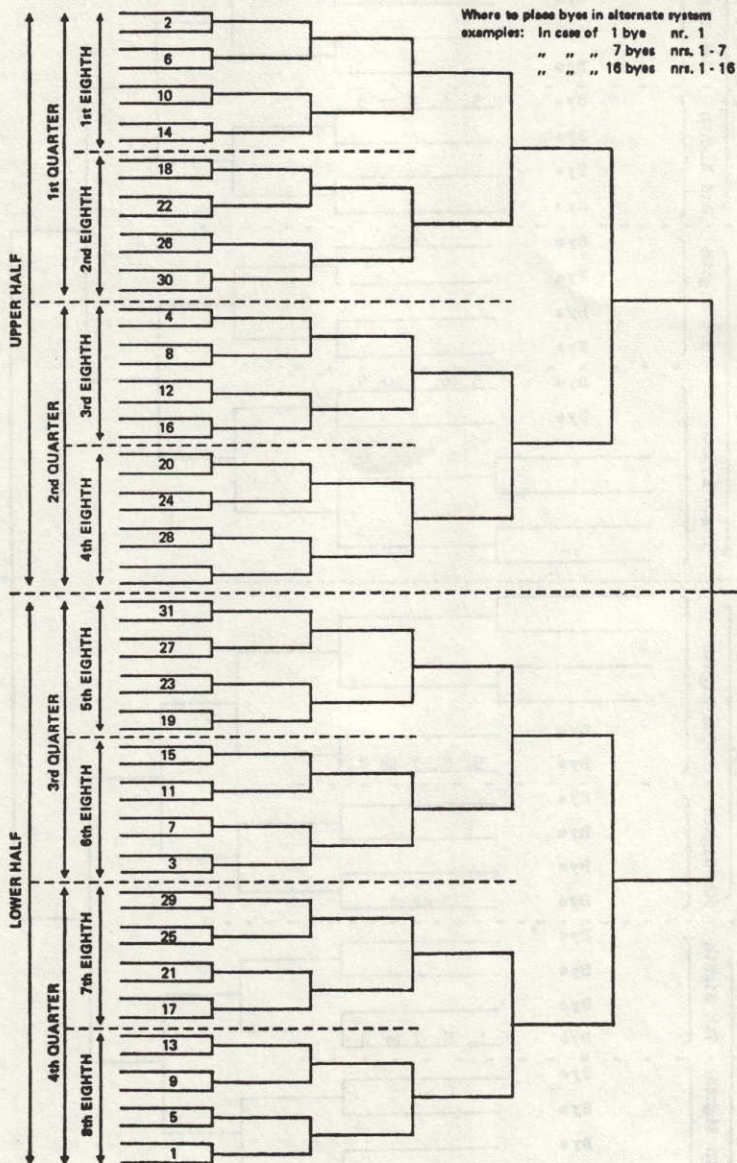 Where to place byes in alternate system
examples: In case of 1 bye nr. 1
„ „ „ 7 byes nrs. 1 - 7
„ „ „ 16 byes nrs. 1 - 16
UPPER HALF
1st QUARTER
1st EIGHTH
2
6
10
14
2nd EIGHTH
18
22
26
30
2nd QUARTER
3rd EIGHTH
4
8
12
16
4th EIGHTH
20
24
28
LOWER HALF
3rd QUARTER
5th EIGHTH
31
27
23
19
6th EIGHTH
15
11
7
3
4th QUARTER
7th EIGHTH
29
25
21
17
8th EIGHTH
13
9
5
1